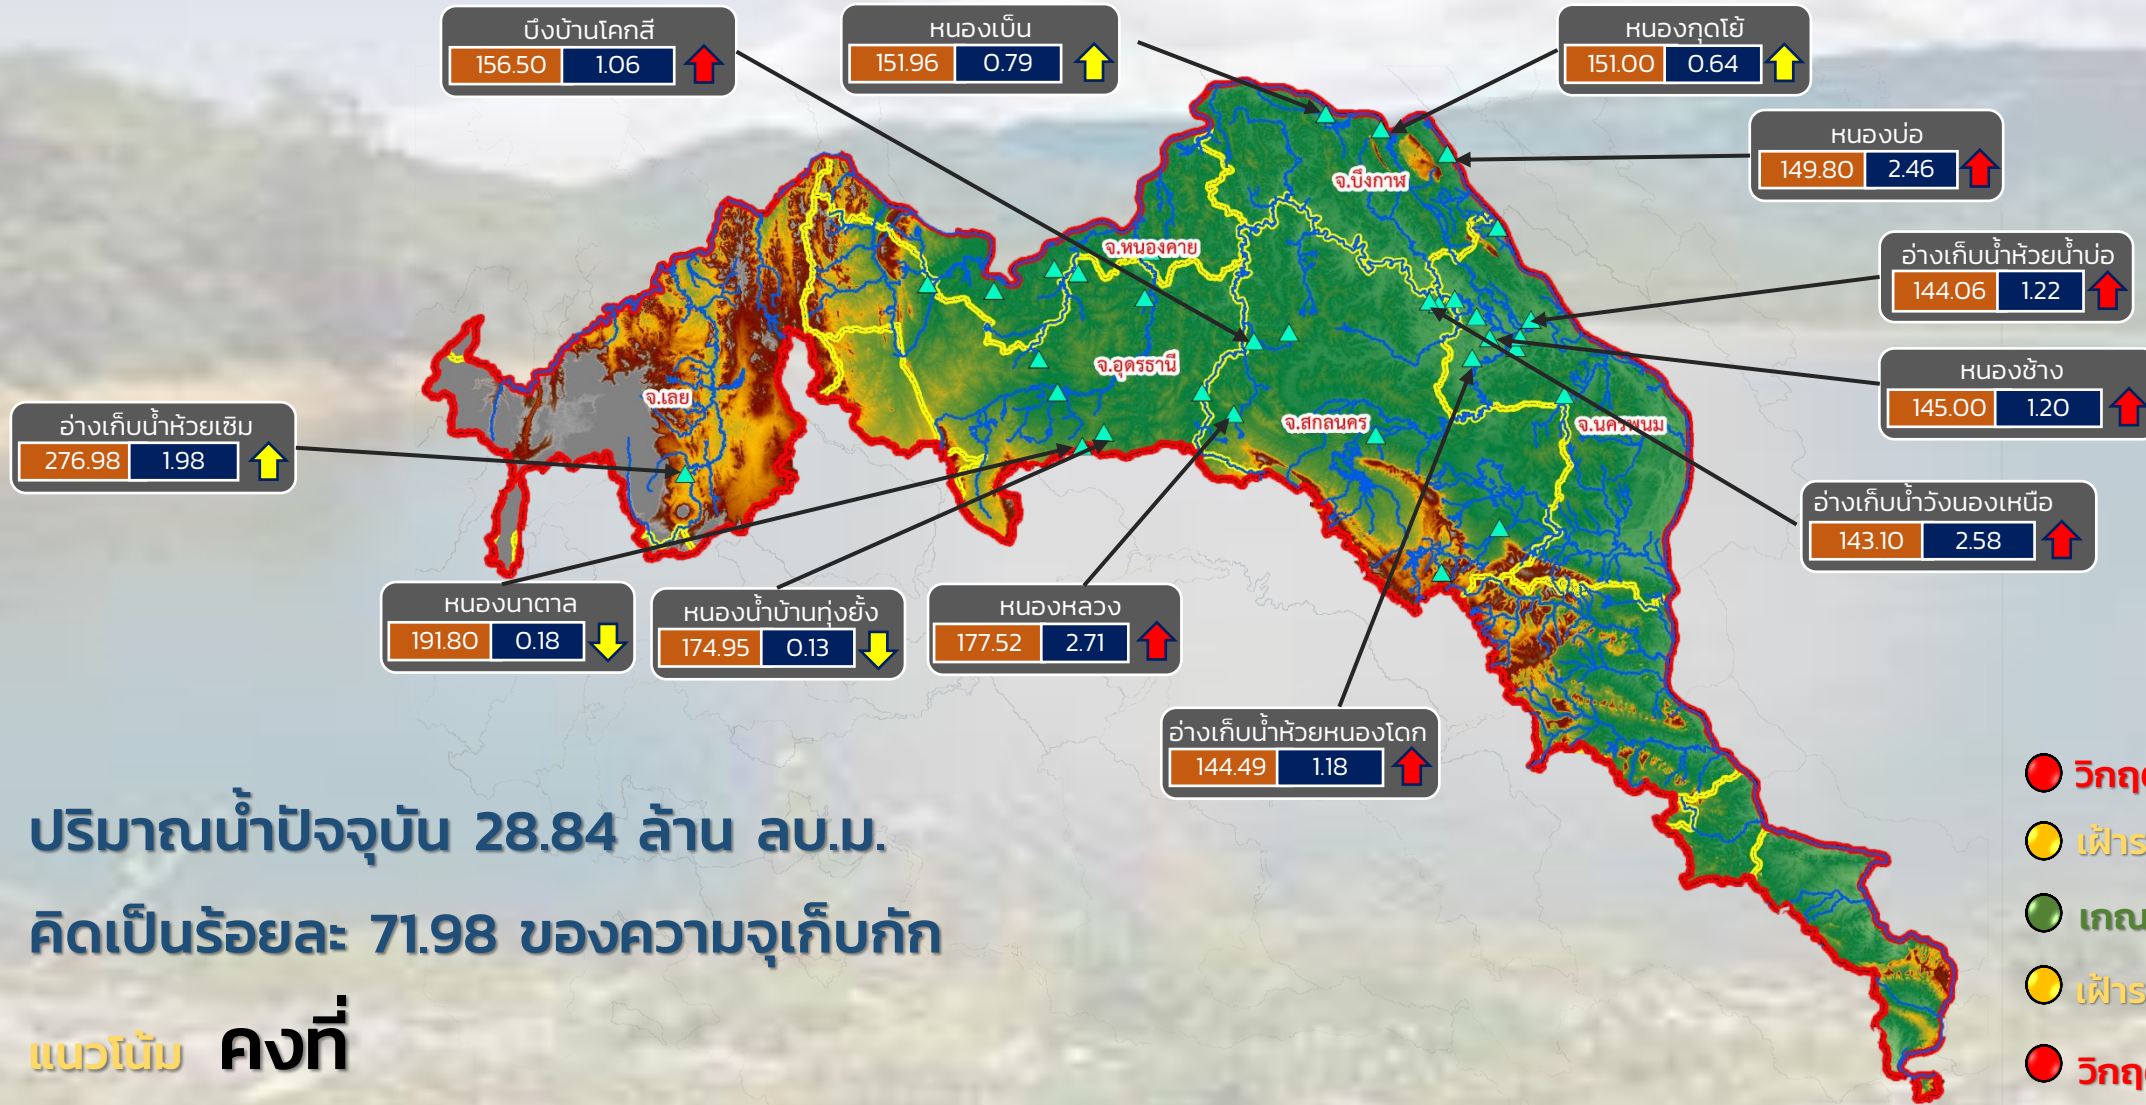 บึงบ้านโคกสี
156.50 1.06
หนองเบ็น
151.96 0.79
หนองกุดโย้
151.00 0.64
หนองบ่อ
149.80 2.46
จ.บึงกาฬ
จ.หนองคาย
อ่างเก็บน้ำห้วยน้ำบ่อ
144.06 1.22
จ.อุดรธานี
หนองช้าง
145.00 1.20
จ.เลย
จ.สกลนคร
จ.นครพนม
อ่างเก็บน้ำห้วยเซิม
276.98 1.98
อ่างเก็บน้ำวังนองเหนือ
143.10 2.58
หนองนาตาล
191.80 0.18
หนองน้ำบ้านทุ่งยั้ง
174.95 0.13
หนองหลวง
177.52 2.71
อ่างเก็บน้ำห้วยหนองโดก
144.49 1.18
ปริมาณน้ำปัจจุบัน 28.84 ล้าน ลบ.ม.
คิดเป็นร้อยละ 71.98 ของความจุเก็บกัก
แนวโน้ม คงที่